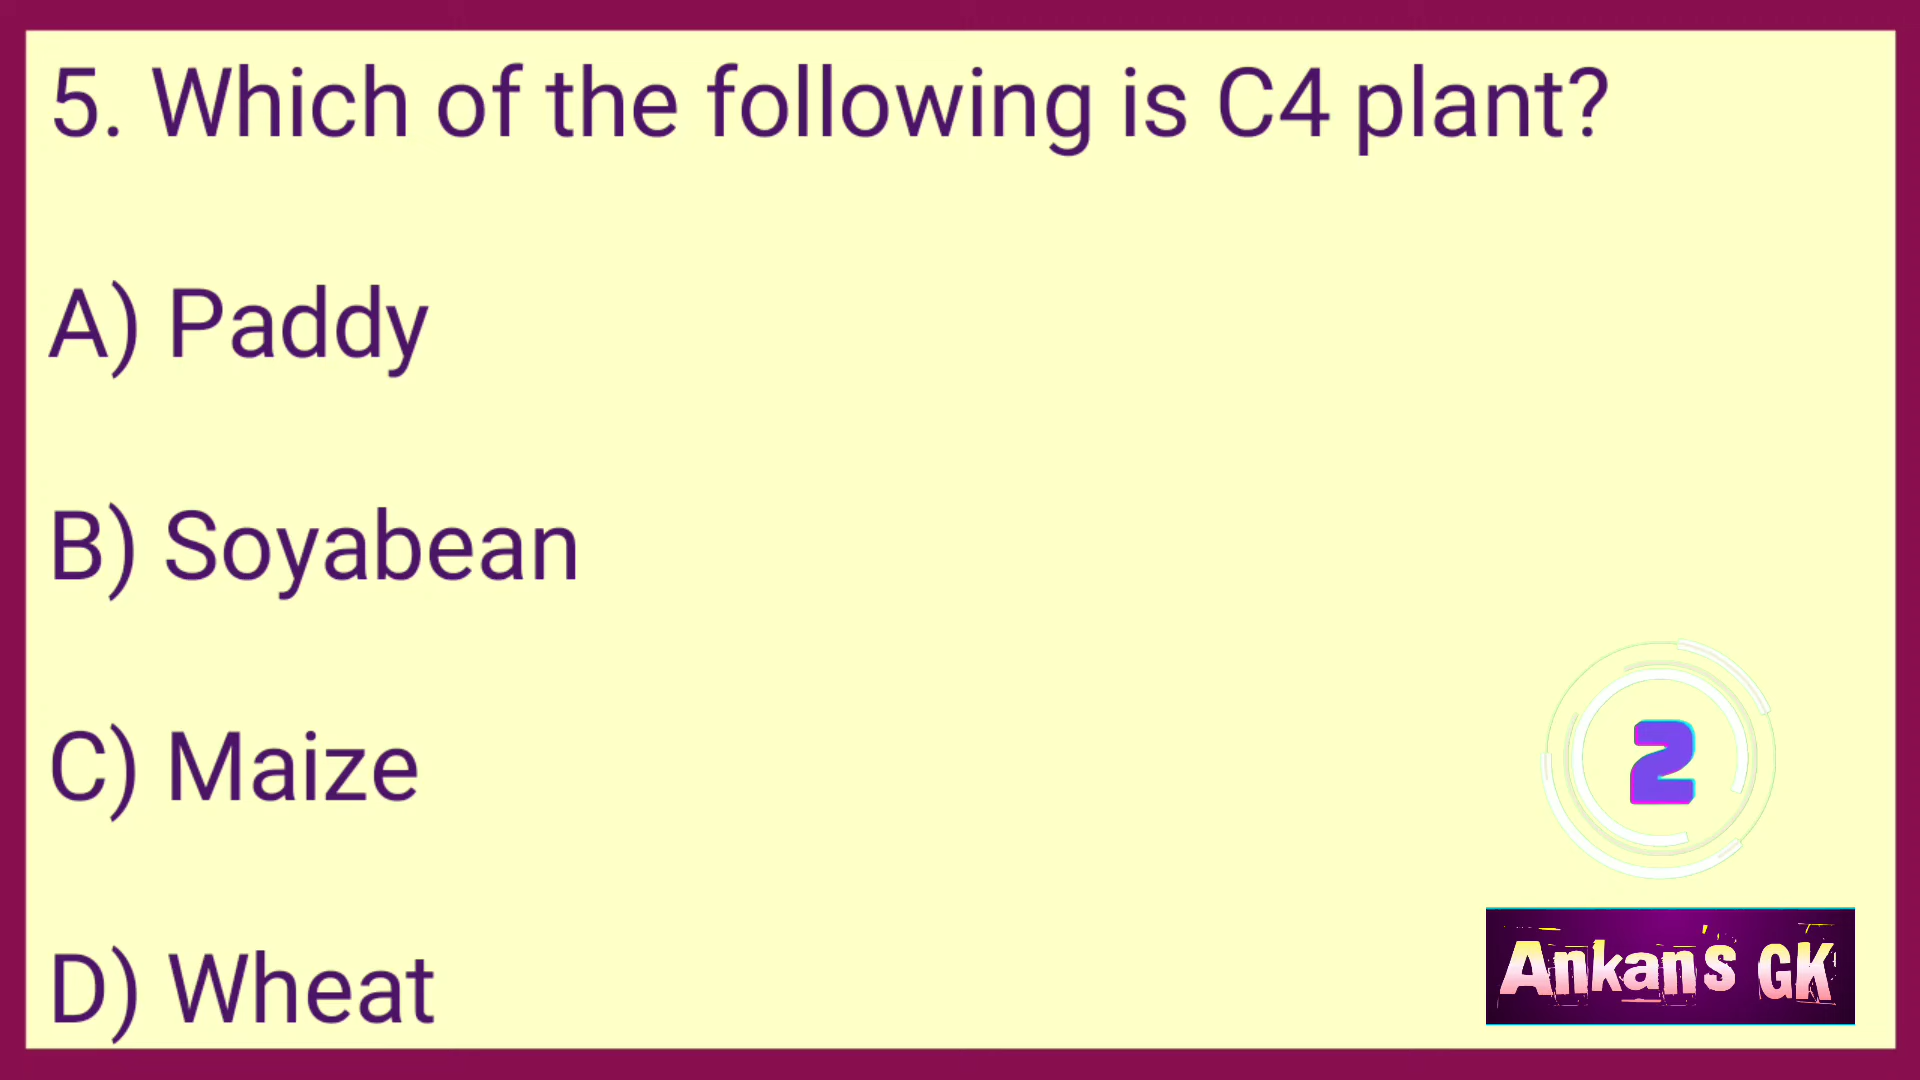 5. Which of the following is C4 plant?
A) Paddy
B) Soyabean
C) Maize
2
D) Wheat
Ankan's GK